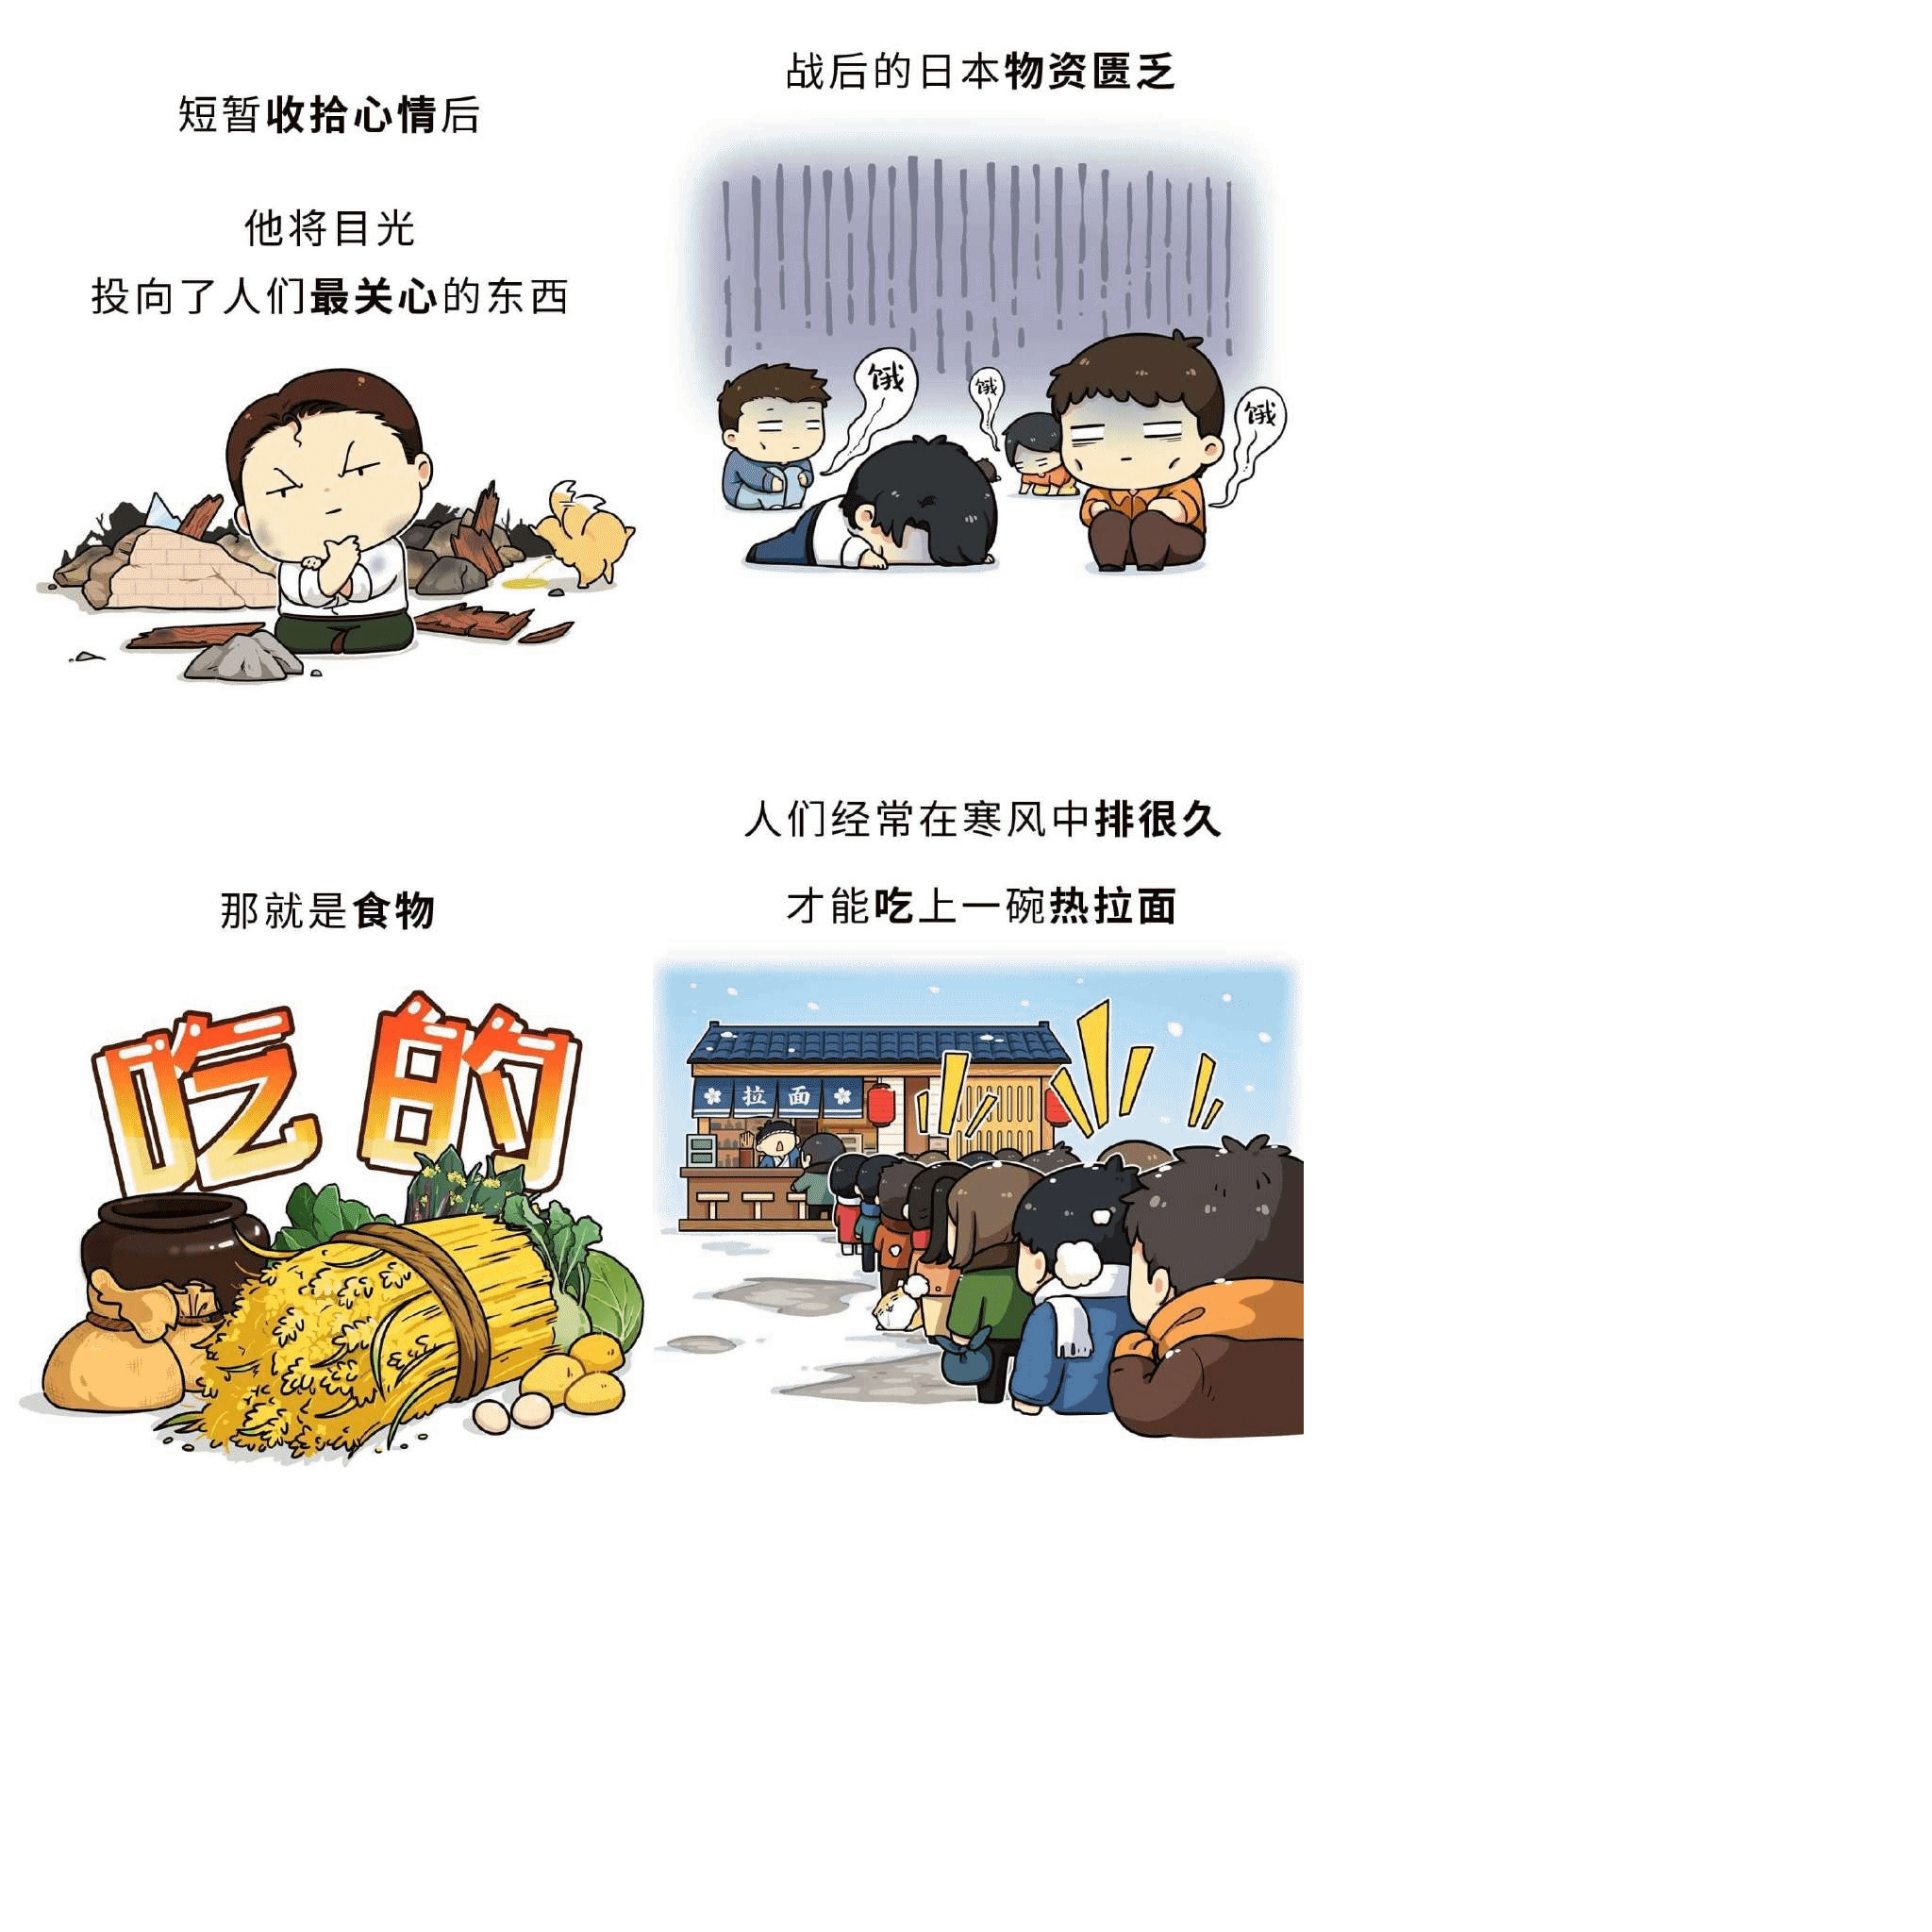 短暂收拾心情后
他将目光
投向了人们最关心的东西
战后的日本物资匮乏
饿
饿
饿
那就是食物
吃的
人们经常在寒风中排很久
才能吃上一碗热拉面
拉面